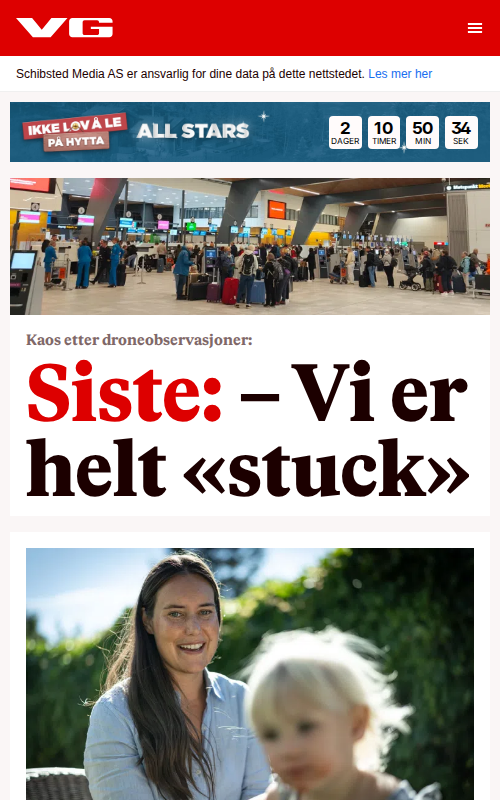 VG
Schibsted Media AS er ansvarlig for dine data på dette nettstedet. Les mer
IKKE LOV Å LE
PÅ HYTTA
ALL STARS
2 10 50 34
DAGER TIMER MIN SEK
Kaos etter droneobservasjoner:
Siste: – Vi er
helt «stuck»